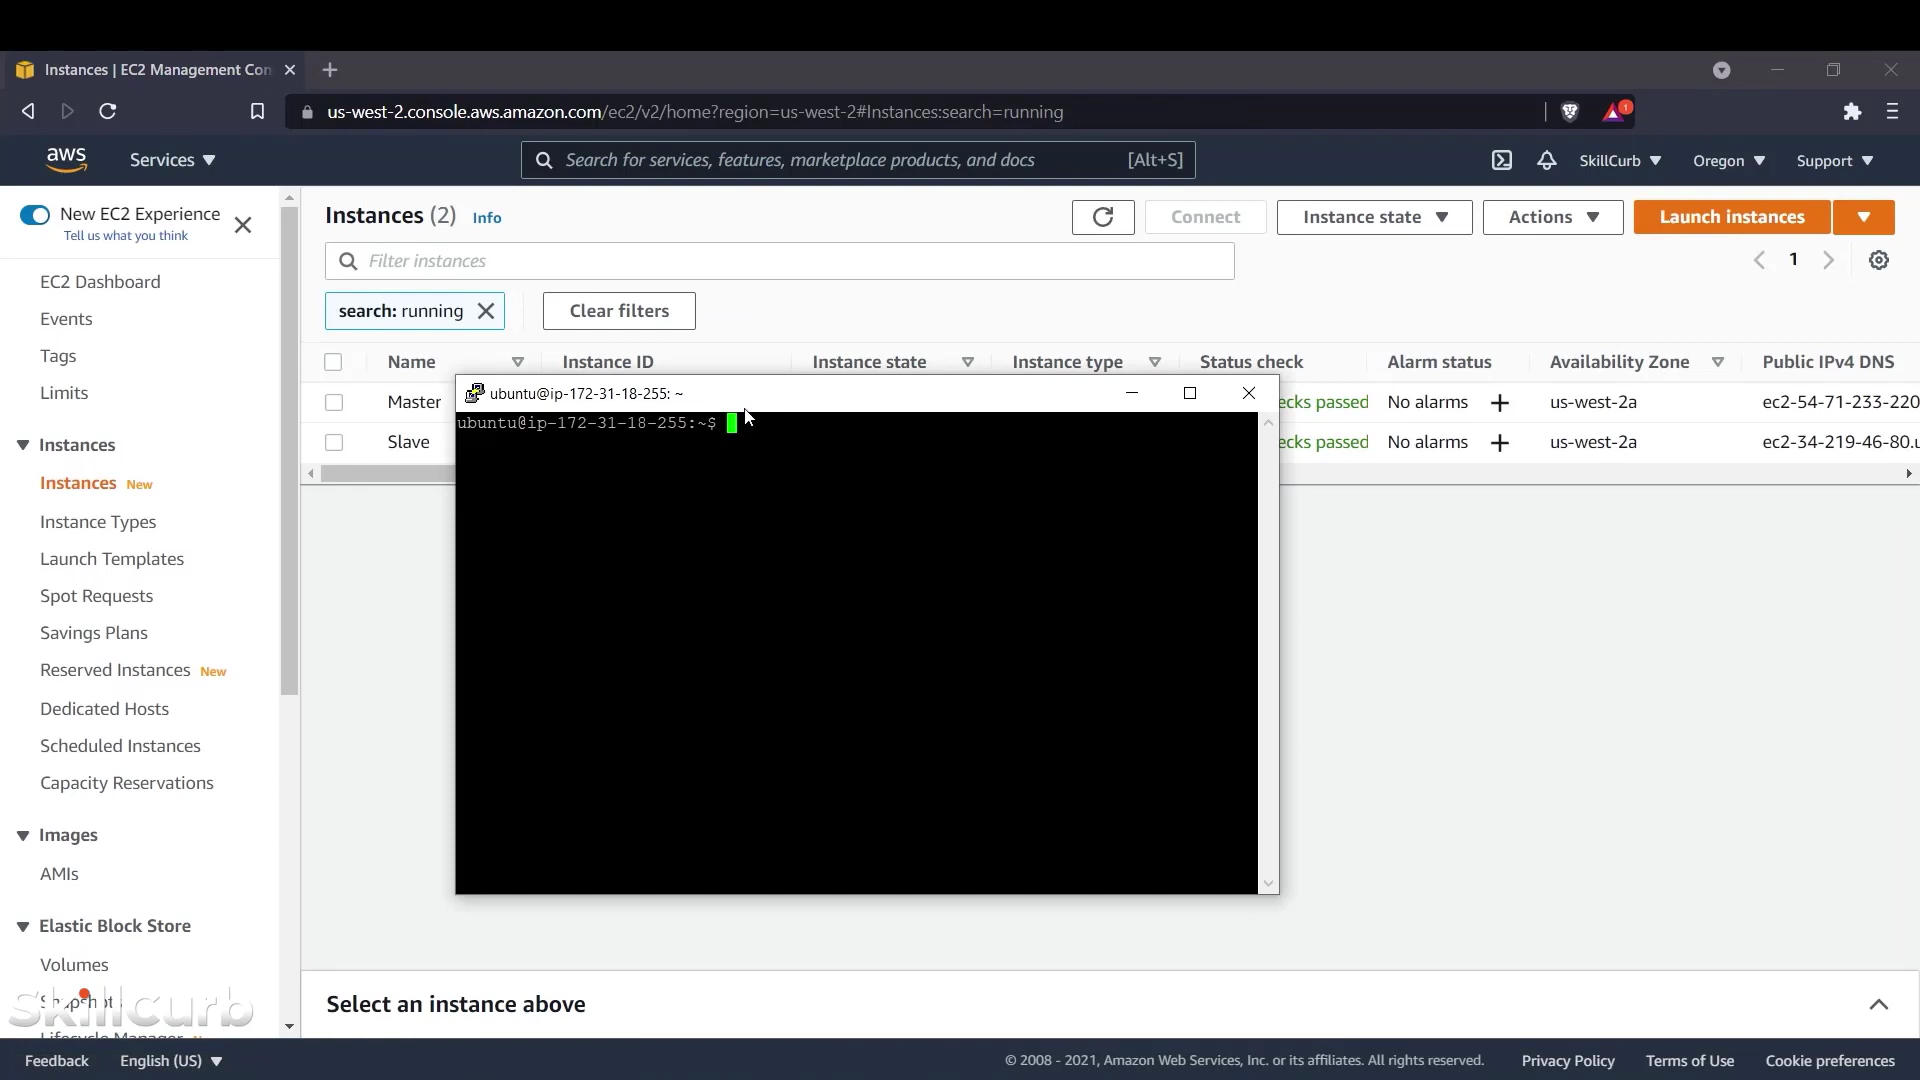 Instances | EC2 Management Con
us-west-2.console.aws.amazon.com/ec2/v2/home?region=us-west-2#Instances:search=running
1
aws
Services
Search for services, features, marketplace products, and docs
[Alt+S]
SkillCurb
Oregon
Support
New EC2 Experience
Tell us what you think
EC2 Dashboard
Events
Tags
Limits
Instances
Instances New
Instance Types
Launch Templates
Spot Requests
Savings Plans
Reserved Instances New
Dedicated Hosts
Scheduled Instances
Capacity Reservations
Images
AMIs
Elastic Block Store
Volumes
Snapshots
Lifecycle Manager
SkillCurb
Instances (2) Info
Connect
Instance state
Actions
Launch instances
Filter instances
1
search: running
Clear filters
Name
Instance ID
Instance state
Instance type
Status check
Alarm status
Availability Zone
Public IPv4 DNS
Master
ecks passed
No alarms
us-west-2a
ec2-54-71-233-220
Slave
ecks passed
No alarms
us-west-2a
ec2-34-219-46-80.u
ubuntu@ip-172-31-18-255: ~
ubuntu@ip-172-31-18-255:~$
Select an instance above
Feedback
English (US)
© 2008 - 2021, Amazon Web Services, Inc. or its affiliates. All rights reserved.
Privacy Policy
Terms of Use
Cookie preferences